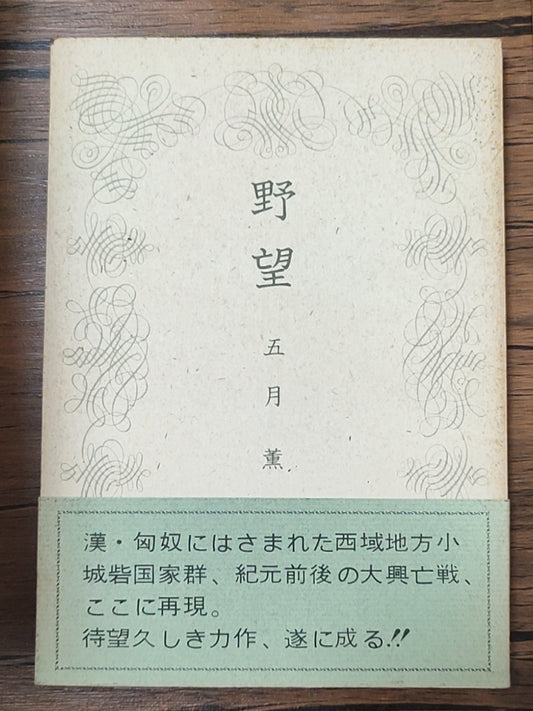 野望
五月 薫
漢・匈奴にはさまれた西域地方小
城砦国家群、紀元前後の大興亡戦、
ここに再現。
待望久しき力作、遂に成る!!